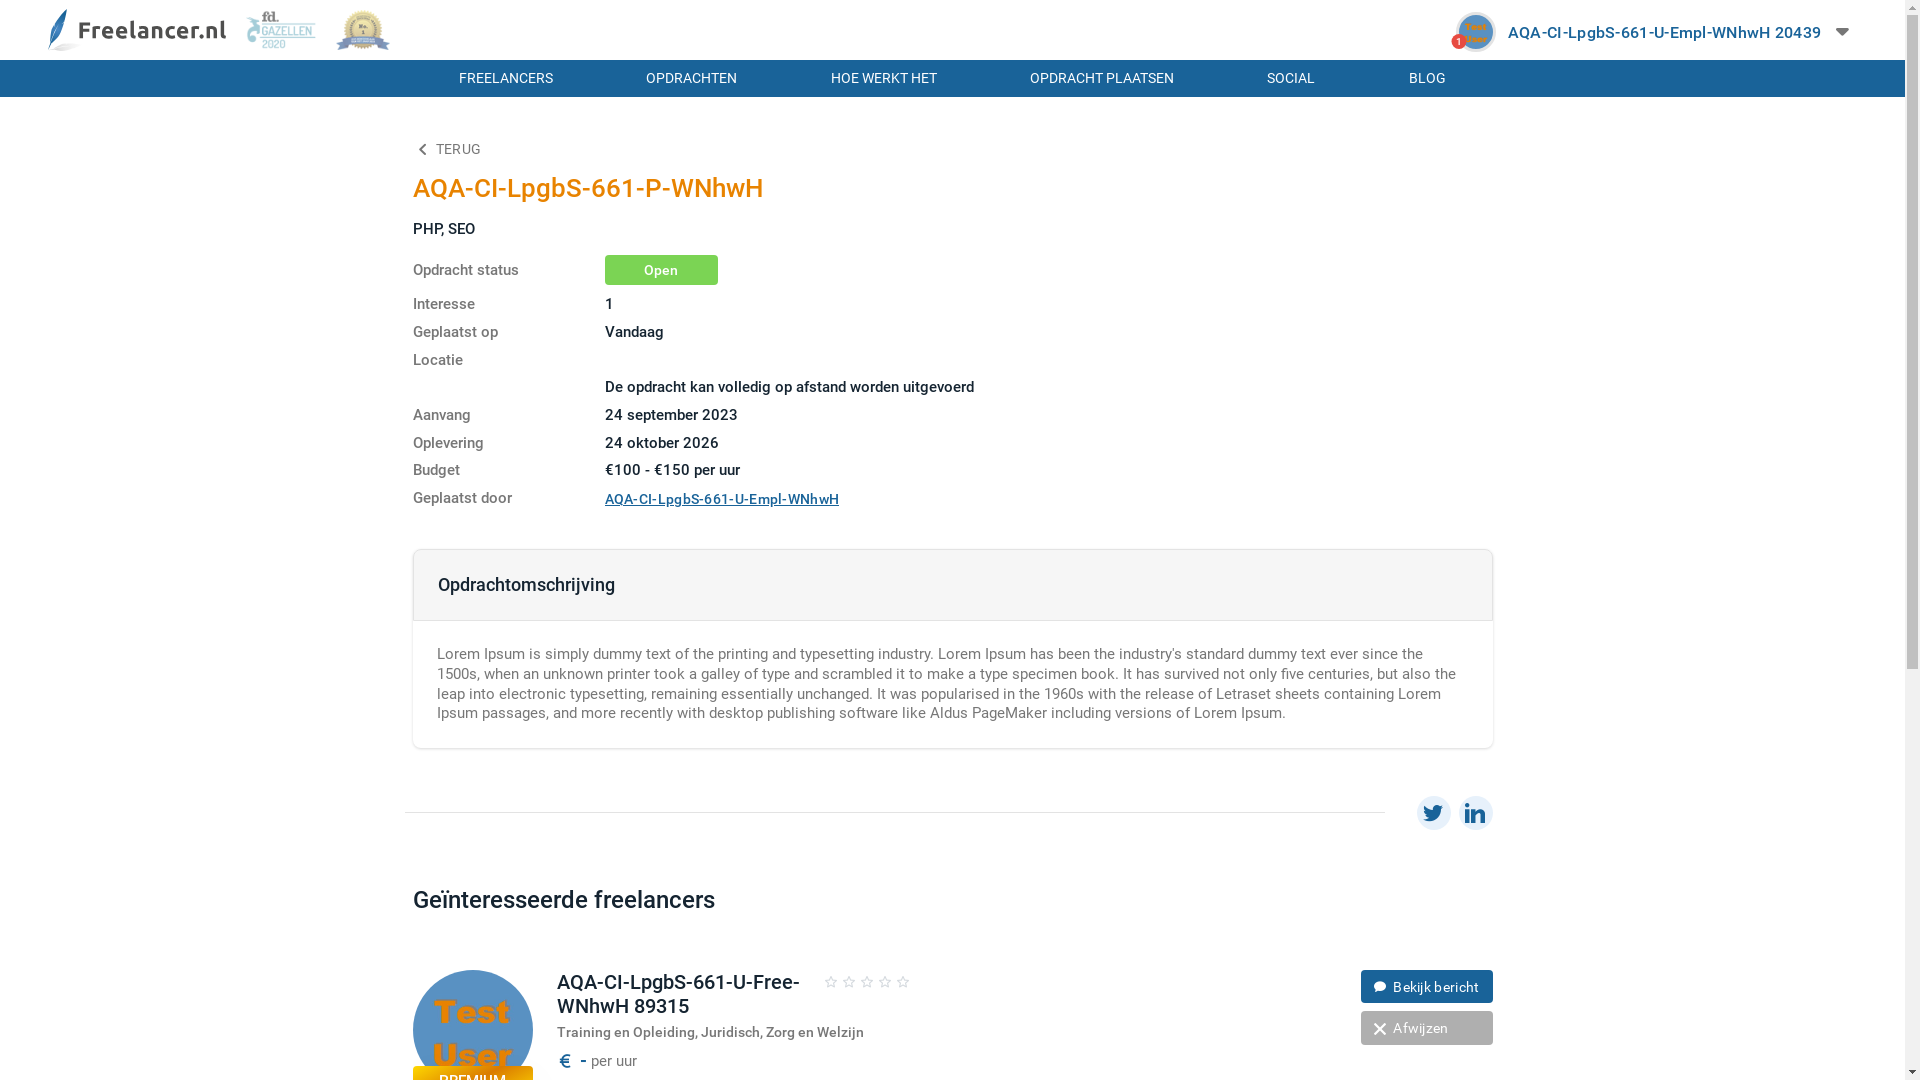 Freelancer.nl
fd.
GAZELLEN
2020
No.
1
Test
User
1
AQA-CI-LpgbS-661-U-Empl-WNhwH 20439
FREELANCERS
OPDRACHTEN
HOE WERKT HET
OPDRACHT PLAATSEN
SOCIAL
BLOG
TERUG
AQA-CI-LpgbS-661-P-WNhwH
PHP, SEO
Opdracht status
Open
Interesse
1
Geplaatst op
Vandaag
Locatie
De opdracht kan volledig op afstand worden uitgevoerd
Aanvang
24 september 2023
Oplevering
24 oktober 2026
Budget
€100 - €150 per uur
Geplaatst door
AQA-CI-LpgbS-661-U-Empl-WNhwH
Opdrachtomschrijving
Lorem Ipsum is simply dummy text of the printing and typesetting industry. Lorem Ipsum has been the industry's standard dummy text ever since the
1500s, when an unknown printer took a galley of type and scrambled it to make a type specimen book. It has survived not only five centuries, but also the
leap into electronic typesetting, remaining essentially unchanged. It was popularised in the 1960s with the release of Letraset sheets containing Lorem
Ipsum passages, and more recently with desktop publishing software like Aldus PageMaker including versions of Lorem Ipsum.
in
Geïnteresseerde freelancers
Test
User
PREMIUM
AQA-CI-LpgbS-661-U-Free-
WNhwH 89315
Training en Opleiding, Juridisch, Zorg en Welzijn
€ - per uur
Bekijk bericht
Afwijzen